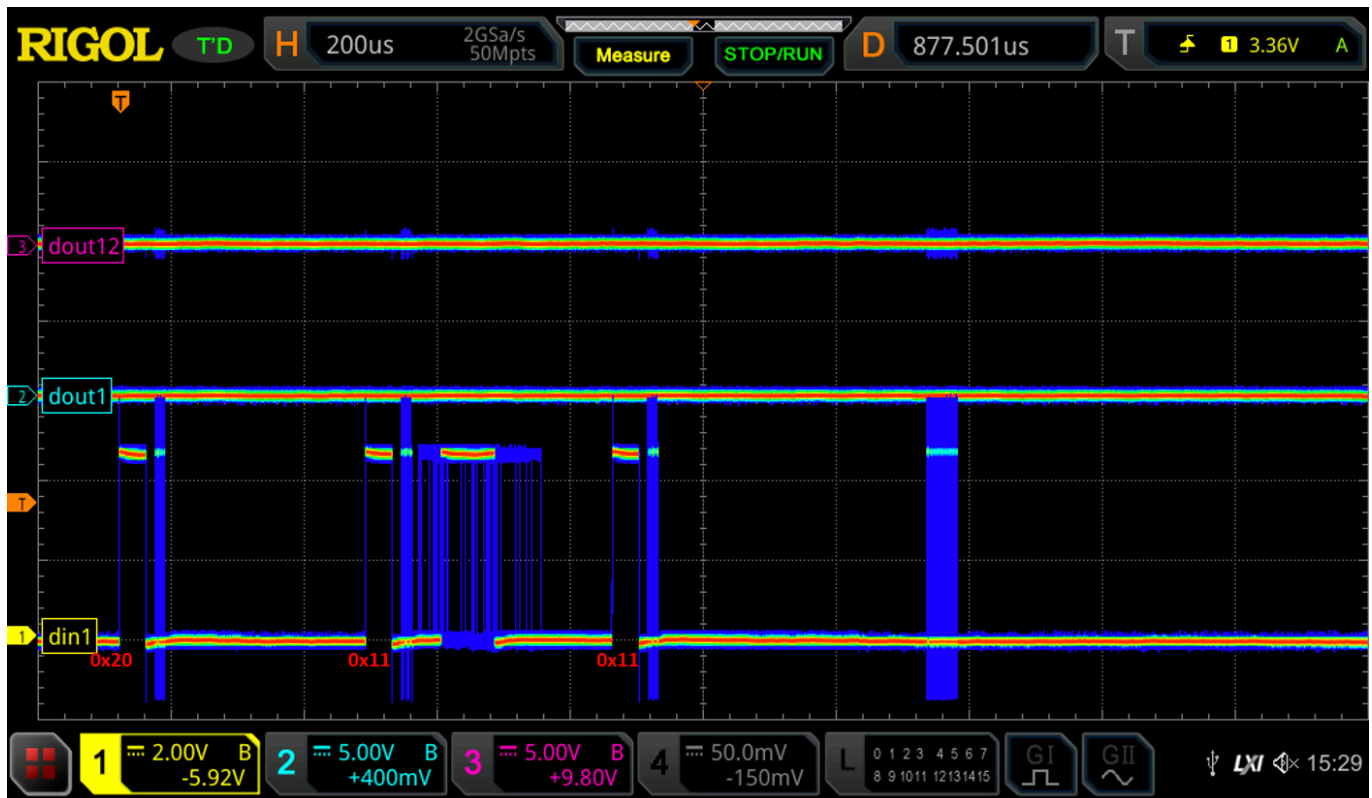 RIGOL T'D H 200us 2GSa/s 50Mpts Measure STOP/RUN D 877.501us T 1 3.36V A
T
3 dout12
2 dout1
T
1 din1
0x20 0x11 0x11
1 2.00V B -5.92V 2 5.00V B +400mV 3 5.00V B +9.80V 4 50.0mV -150mV L 0 1 2 3 4 5 6 7 8 9 10 11 12 13 14 15 GI GII LXI 15:29